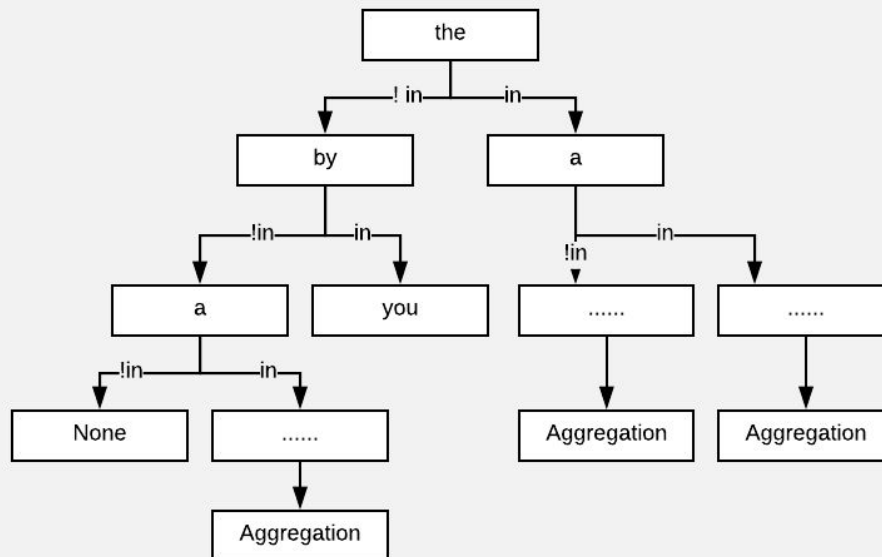 the
! in
in
by
a
!in
in
!in
in
a
you
......
......
!in
in
None
......
Aggregation
Aggregation
Aggregation